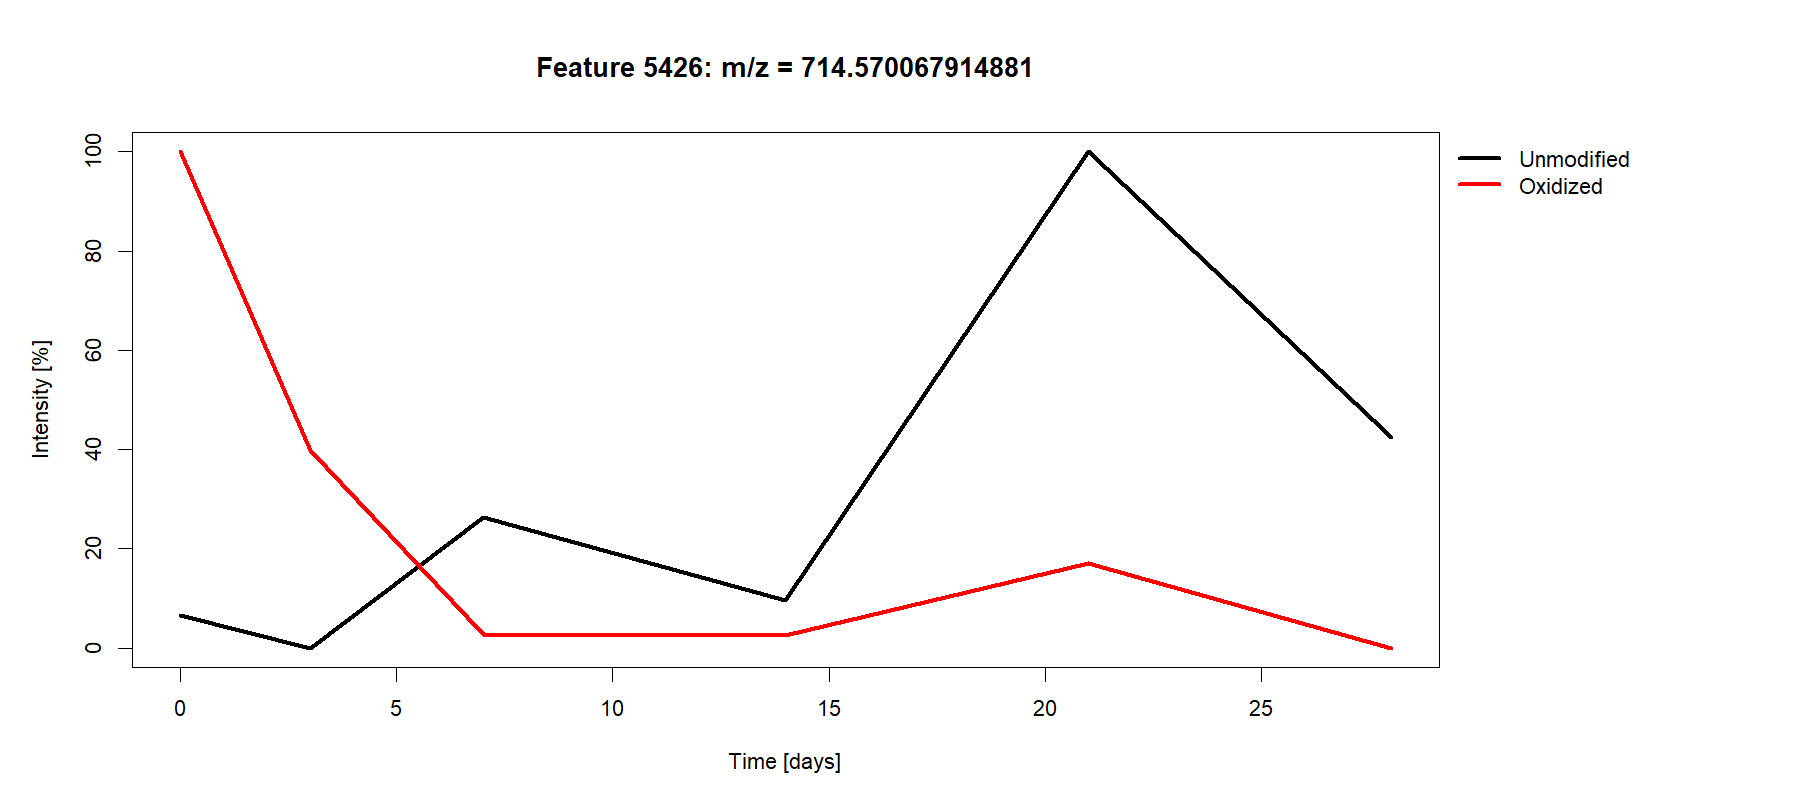 Feature 5426: m/z = 714.570067914881
Unmodified
Oxidized
Intensity [%]
100
80
60
40
20
0
0 5 10 15 20 25
Time [days]